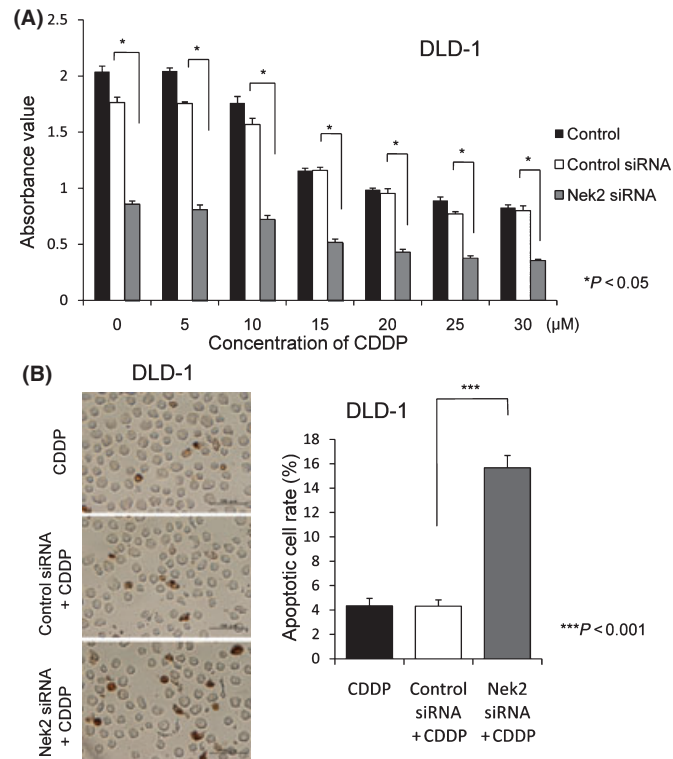 (A)
DLD-1
Absorbance value
2.5
2
1.5
1
0.5
0
* * * * * * *
Control
Control siRNA
Nek2 siRNA
*P < 0.05
0 5 10 15 20 25 30 (µM)
Concentration of CDDP
(B)
DLD-1
CDDP
Control siRNA
+ CDDP
Nek2 siRNA
+ CDDP
DLD-1
***
Apoptotic cell rate (%)
18
16
14
12
10
8
6
4
2
0
***P < 0.001
CDDP Control Nek2
siRNA siRNA
+ CDDP + CDDP